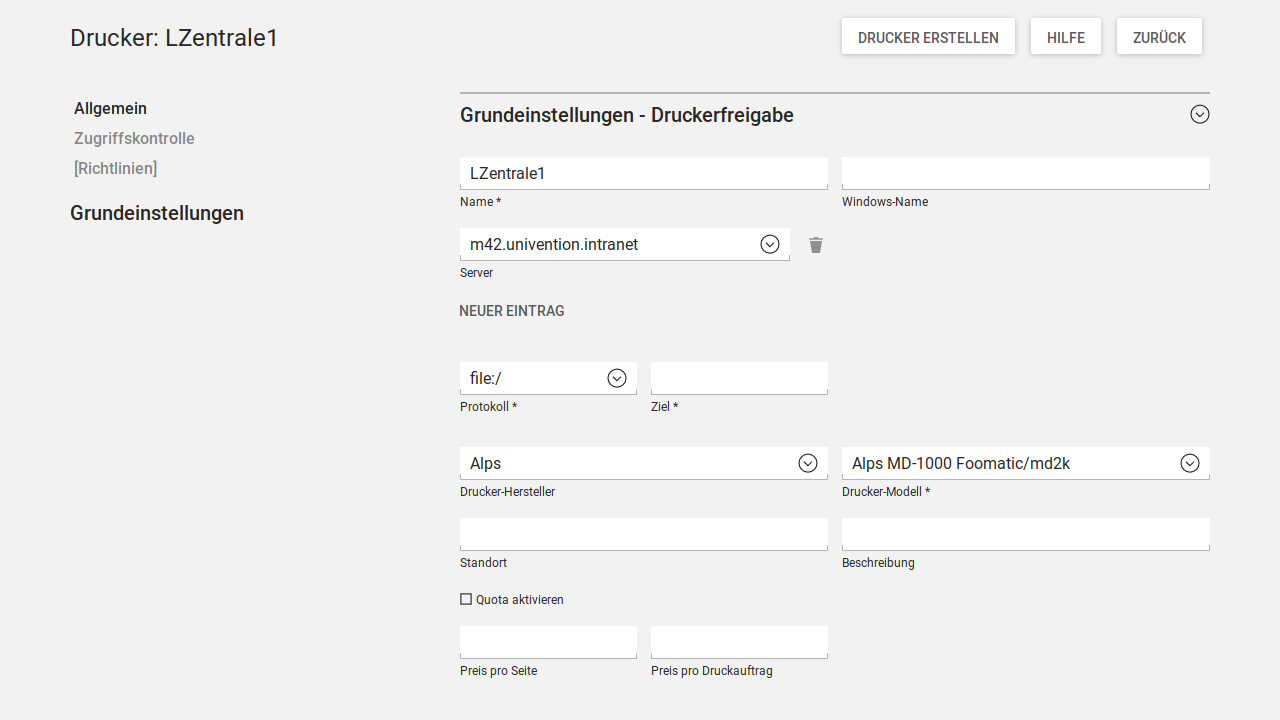 Drucker: LZentrale1
DRUCKER ERSTELLEN
HILFE
ZURÜCK
Allgemein
Zugriffskontrolle
[Richtlinien]
Grundeinstellungen
Grundeinstellungen - Druckerfreigabe
LZentrale1
Name *
Windows-Name
m42.univention.intranet
Server
NEUER EINTRAG
file:/
Protokoll *
Ziel *
Alps
Alps MD-1000 Foomatic/md2k
Drucker-Hersteller
Drucker-Modell *
Standort
Beschreibung
Quota aktivieren
Preis pro Seite
Preis pro Druckauftrag